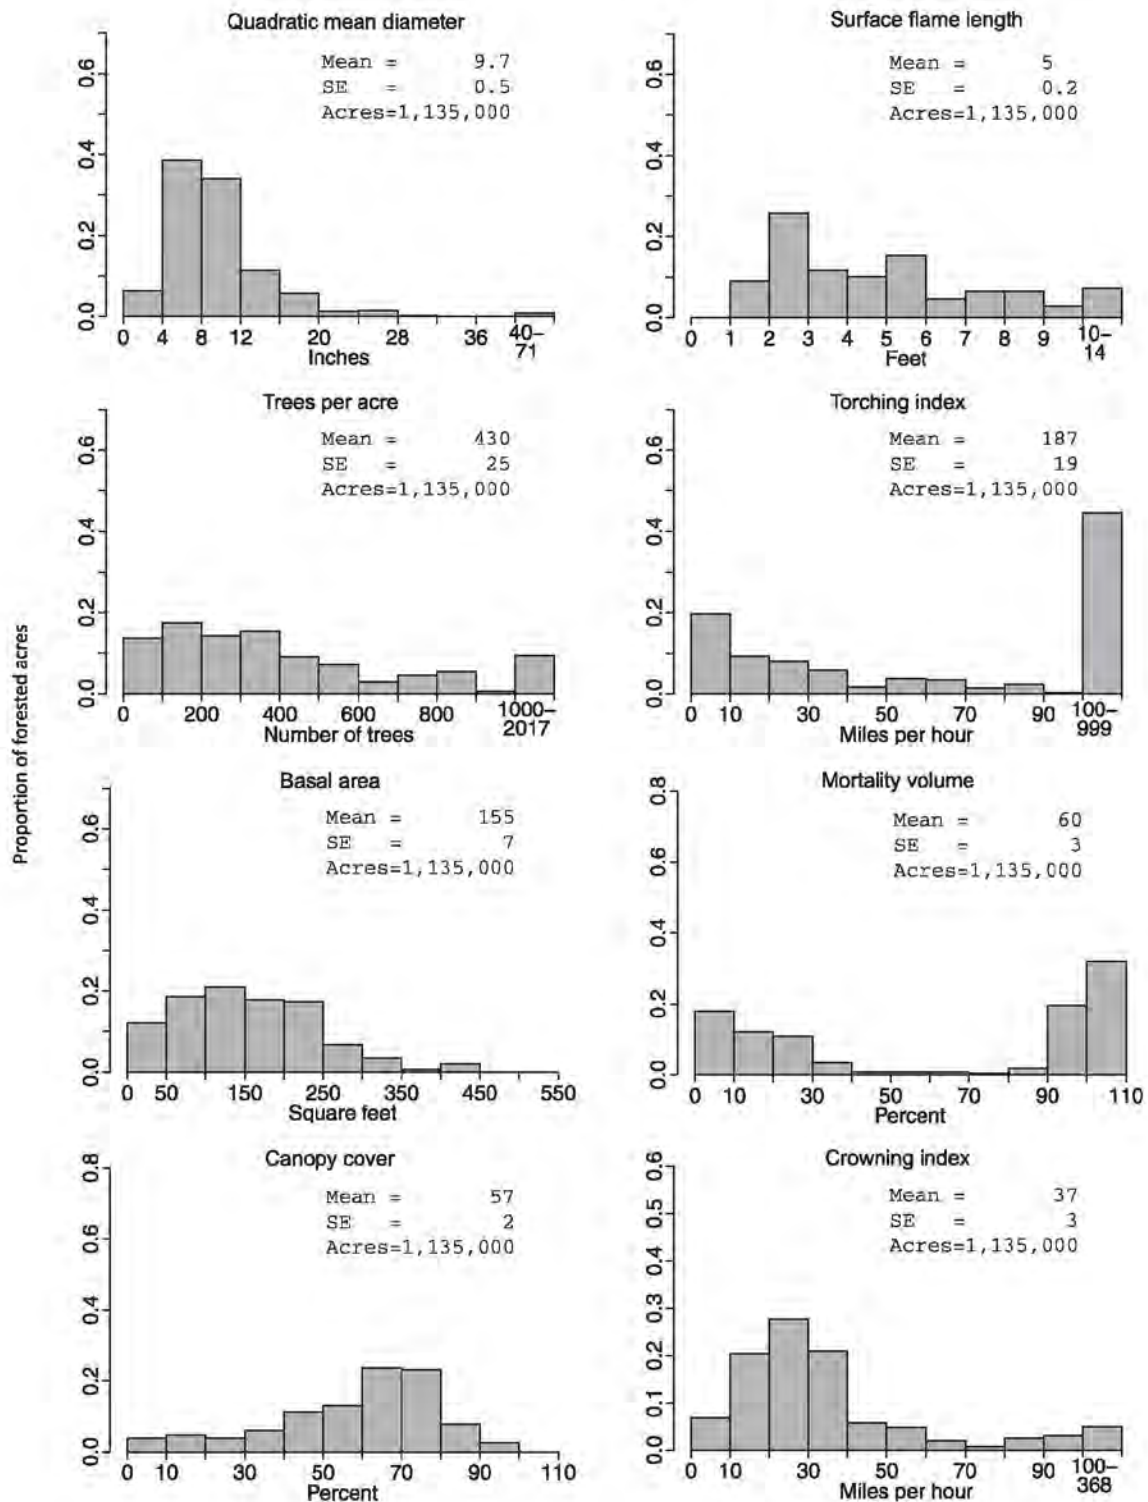 Proportion of forested acres
Quadratic mean diameter
Mean = 9.7
SE = 0.5
Acres=1,135,000
0.0 0.2 0.4 0.6
0 4 8 12 20 28 36 40–
71
Inches
Surface flame length
Mean = 5
SE = 0.2
Acres=1,135,000
0.0 0.2 0.4 0.6
0 1 2 3 4 5 6 7 8 9 10–
14
Feet
Trees per acre
Mean = 430
SE = 25
Acres=1,135,000
0.0 0.2 0.4 0.6
0 200 400 600 800 1000–
2017
Number of trees
Torching index
Mean = 187
SE = 19
Acres=1,135,000
0.0 0.2 0.4 0.6
0 10 30 50 70 90 100–
999
Miles per hour
Basal area
Mean = 155
SE = 7
Acres=1,135,000
0.0 0.2 0.4 0.6
0 50 150 250 350 450 550
Square feet
Mortality volume
Mean = 60
SE = 3
Acres=1,135,000
0.0 0.2 0.4 0.6 0.8
0 10 30 50 70 90 110
Percent
Canopy cover
Mean = 57
SE = 2
Acres=1,135,000
0.0 0.2 0.4 0.6 0.8
0 10 30 50 70 90 110
Percent
Crowning index
Mean = 37
SE = 3
Acres=1,135,000
0.0 0.1 0.2 0.3 0.4 0.5 0.6
0 10 30 50 70 90 100–
368
Miles per hour